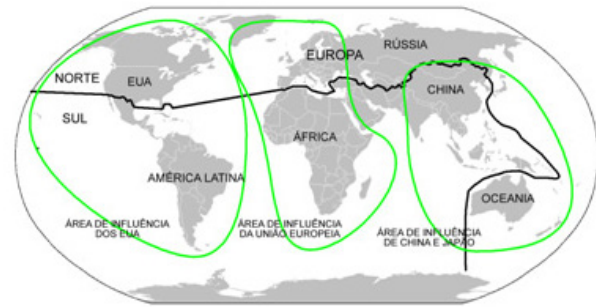 NORTE
SUL
EUA
AMÉRICA LATINA
ÁREA DE INFLUÊNCIA
DOS EUA
EUROPA
ÁFRICA
ÁREA DE INFLUÊNCIA
DA UNIÃO EUROPEIA
RÚSSIA
CHINA
OCEANIA
ÁREA DE INFLUÊNCIA
DE CHINA E JAPÃO